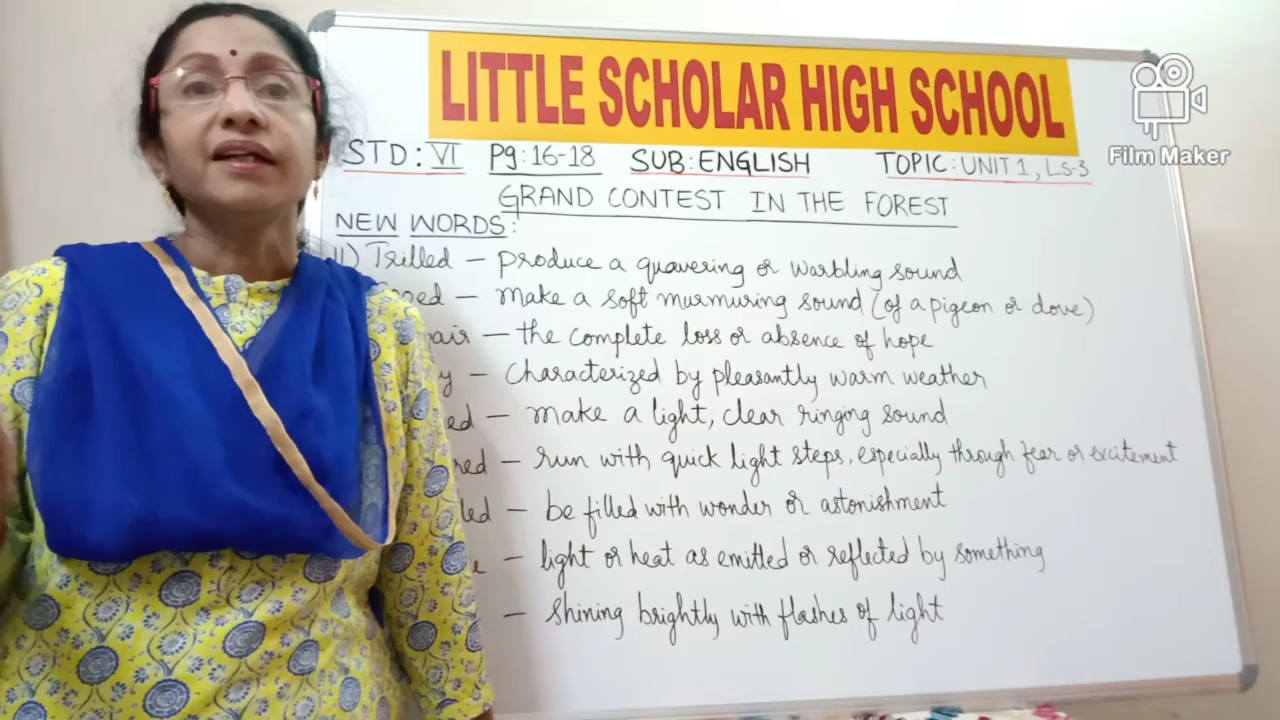 LITTLE SCHOLAR HIGH SCHOOL
Film Maker
STD: VI Pg: 16-18 SUB: ENGLISH TOPIC: UNIT 1, L.S-3
GRAND CONTEST IN THE FOREST
NEW WORDS:
11) Trilled – produce a quavering or warbling sound
– make a soft murmuring sound (of a pigeon or dove)
– the complete loss or absence of hope
– characterized by pleasantly warm weather
– make a light, clear ringing sound
– run with quick light steps, especially through fear or excitement
– be filled with wonder or astonishment
– light or heat as emitted or reflected by something
– shining brightly with flashes of light